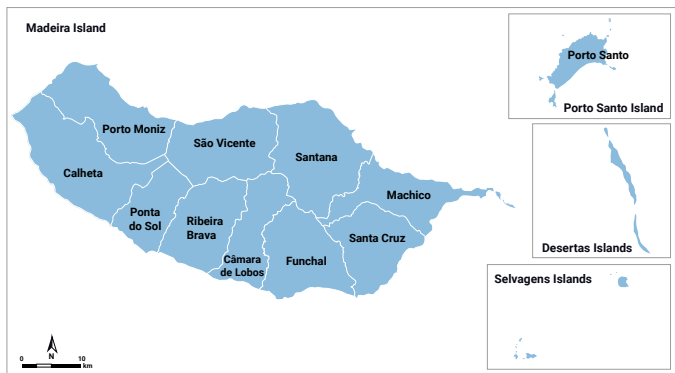 Madeira Island
Porto Santo
Porto Santo Island
Porto Moniz
São Vicente
Santana
Calheta
Machico
Ponta
do Sol
Ribeira
Brava
Santa Cruz
Câmara
de Lobos
Funchal
Desertas Islands
Selvagens Islands
N
0 10
km